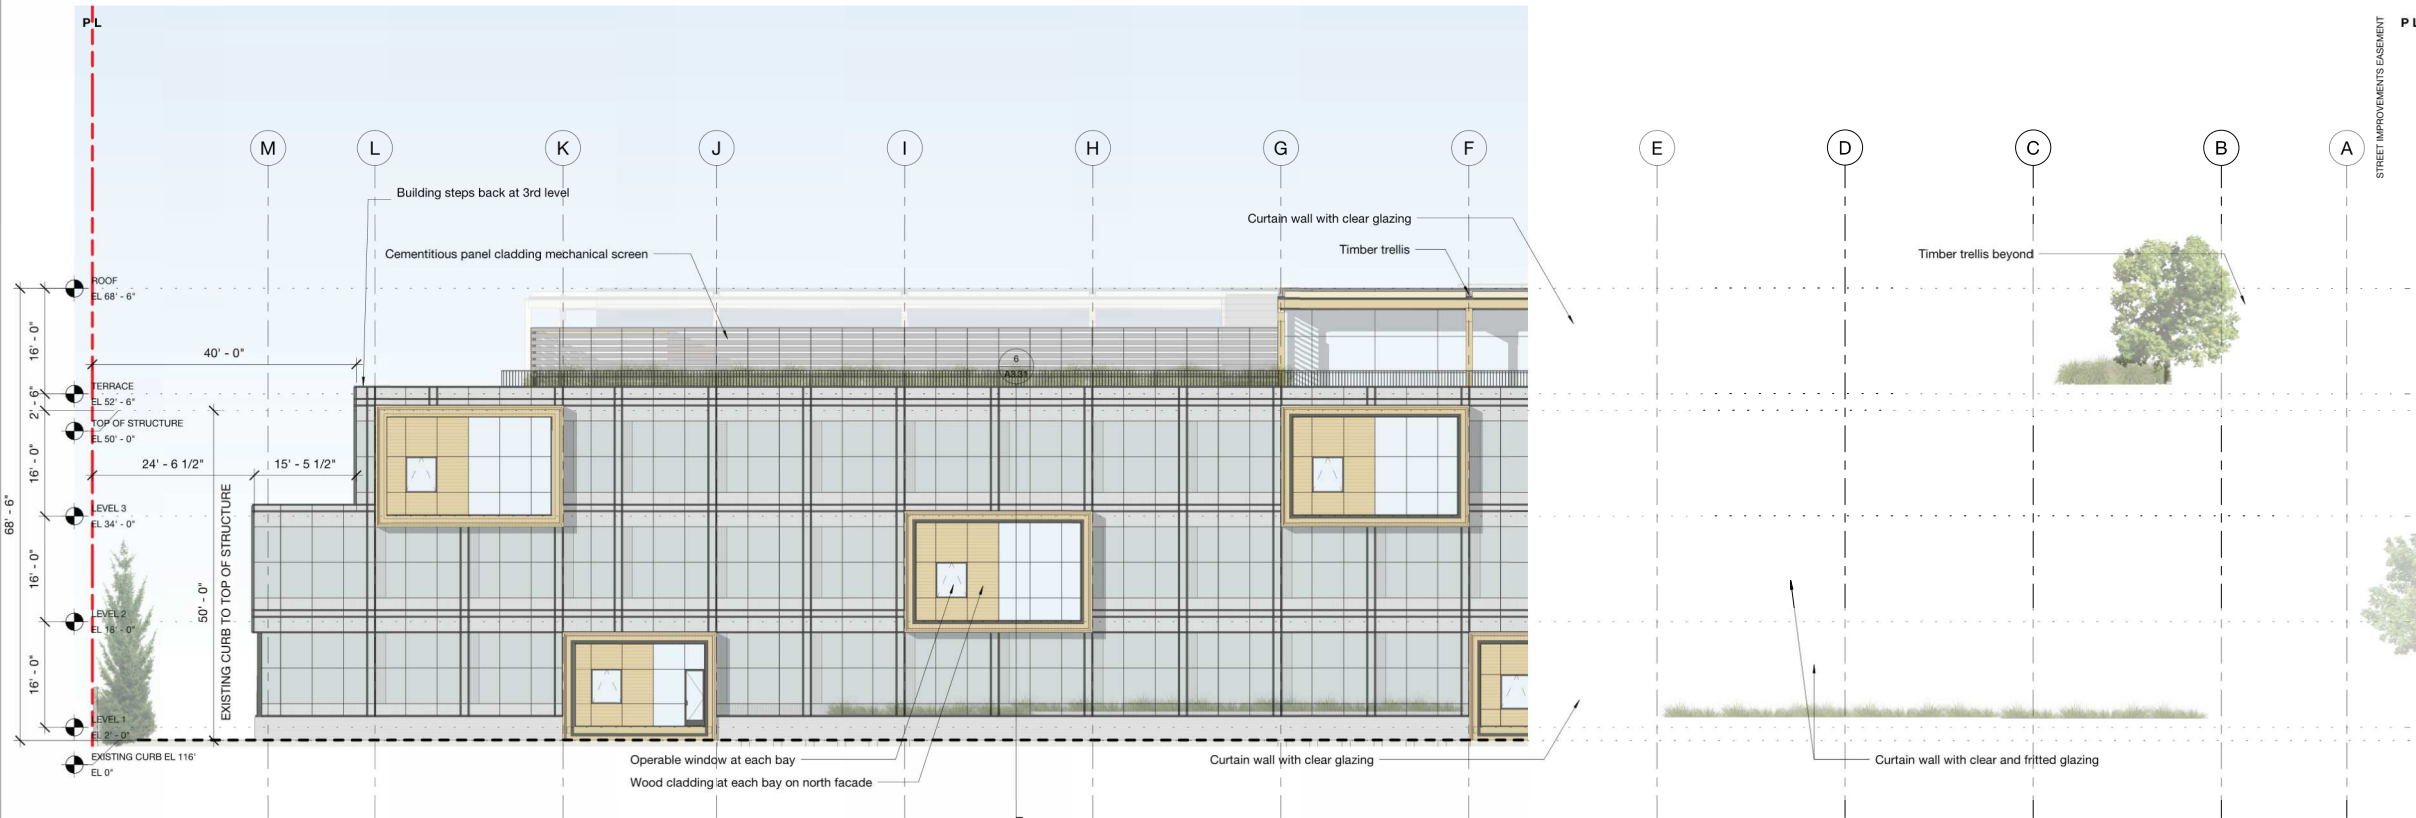 P L
STREET IMPROVEMENTS EASEMENT
P L
M
L
K
J
I
H
G
F
E
D
C
B
A
Building steps back at 3rd level
Curtain wall with clear glazing
Cementitious panel cladding mechanical screen
Timber trellis
Timber trellis beyond
ROOF
EL 68' - 6"
16' - 0"
40' - 0"
6
A3.31
TERRACE
EL 52' - 6"
2' - 6"
TOP OF STRUCTURE
EL 50' - 0"
16' - 0"
24' - 6 1/2"
15' - 5 1/2"
68' - 6"
LEVEL 3
EL 34' - 0"
16' - 0"
50' - 0"
EXISTING CURB TO TOP OF STRUCTURE
LEVEL 2
EL 18' - 0"
16' - 0"
LEVEL 1
EL 2' - 0"
EXISTING CURB EL 116'
EL 0"
Operable window at each bay
Wood cladding at each bay on north facade
Curtain wall with clear glazing
Curtain wall with clear and fritted glazing